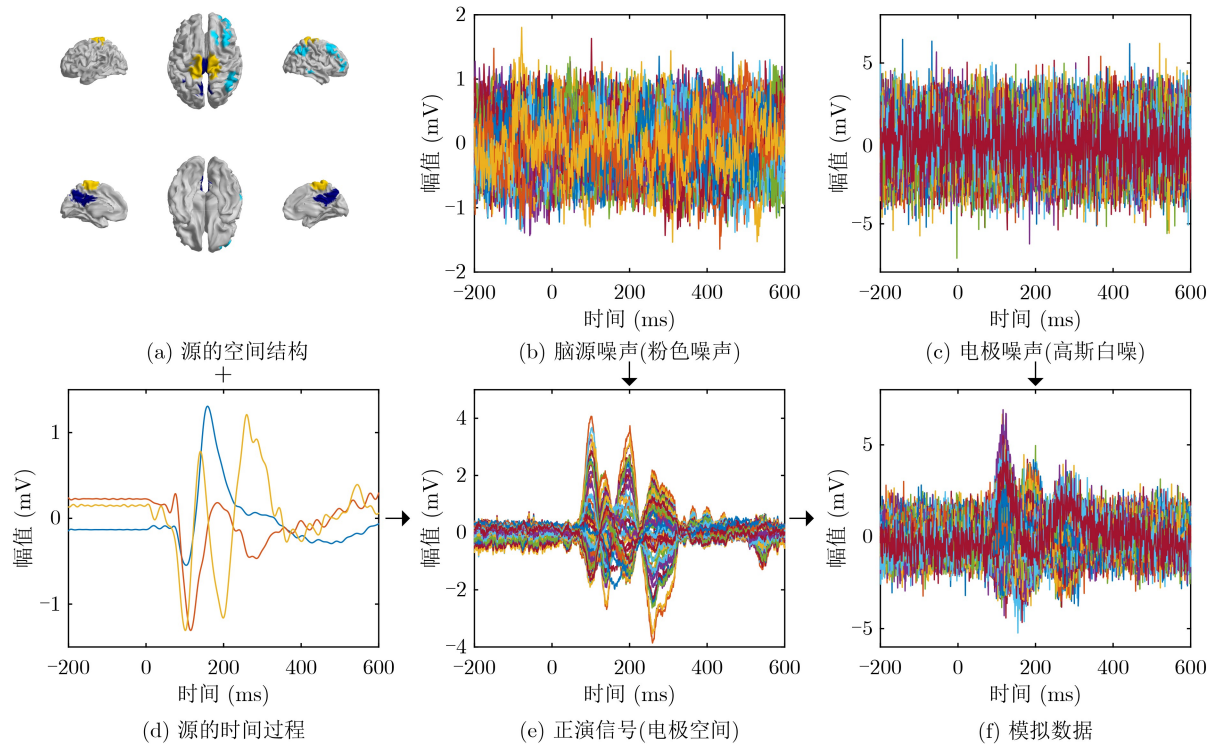 2
1
0
−1
−2
幅值 (mV)
−200 0 200 400 600
时间 (ms)
5
0
−5
幅值 (mV)
−200 0 200 400 600
时间 (ms)
(a) 源的空间结构
(b) 脑源噪声(粉色噪声)
(c) 电极噪声(高斯白噪)
+
1
0
−1
幅值 (mV)
−200 0 200 400 600
时间 (ms)
4
2
0
−2
−4
幅值 (mV)
−200 0 200 400 600
时间 (ms)
5
0
−5
幅值 (mV)
−200 0 200 400 600
时间 (ms)
(d) 源的时间过程
(e) 正演信号(电极空间)
(f) 模拟数据